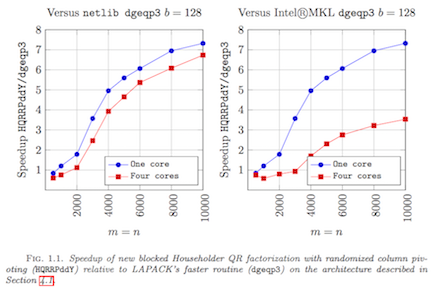 Versus netlib dgeqp3 b = 128
Speedup HQRRPddY/dgeqp3
8
7
6
5
4
3
2
1
One core
Four cores
2000
4000
6000
8000
10000
m = n
Versus Intel®MKL dgeqp3 b = 128
Speedup HQRRPddY/dgeqp3
8
7
6
5
4
3
2
1
One core
Four cores
2000
4000
6000
8000
10000
m = n
FIG. 1.1. Speedup of new blocked Householder QR factorization with randomized column piv-
oting (HQRRPddY) relative to LAPACK's faster routine (dgeqp3) on the architecture described in
Section 4.1.